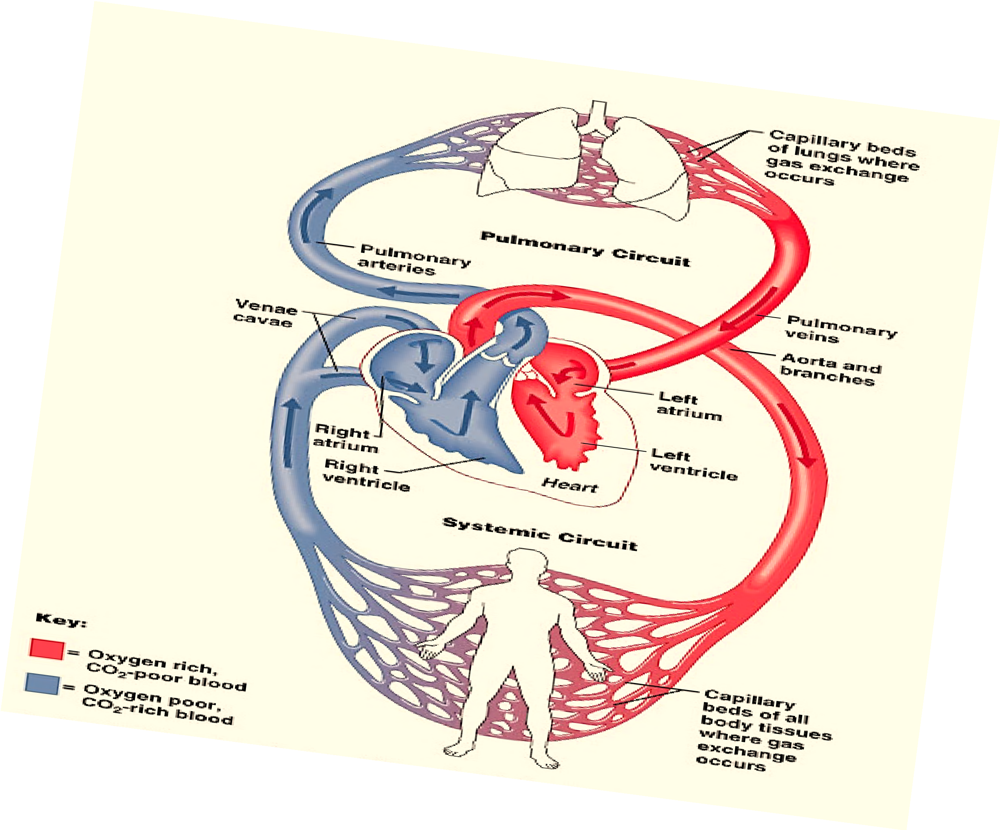 Capillary beds
of lungs where
gas exchange
occurs
Pulmonary Circuit
Pulmonary
arteries
Venae
cavae
Pulmonary
veins
Aorta and
branches
Left
atrium
Right
atrium
Left
ventricle
Right
ventricle
Heart
Systemic Circuit
Key:
= Oxygen rich,
CO₂-poor blood
= Oxygen poor,
CO₂-rich blood
Capillary
beds of all
body tissues
where gas
exchange
occurs